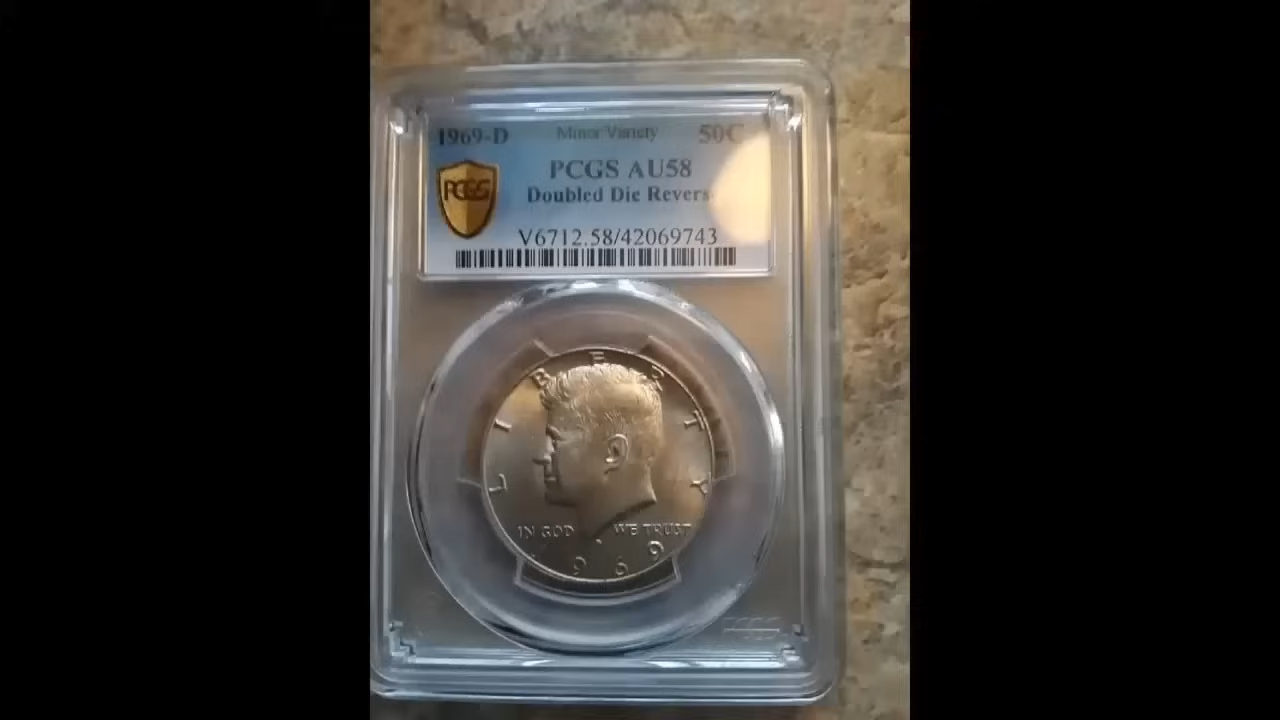 1969-D Minor Variety 50C
PCGS AU58
PCGS
Doubled Die Revers
V6712.58/42069743
LIBERTY
IN GOD WE TRUST
1969